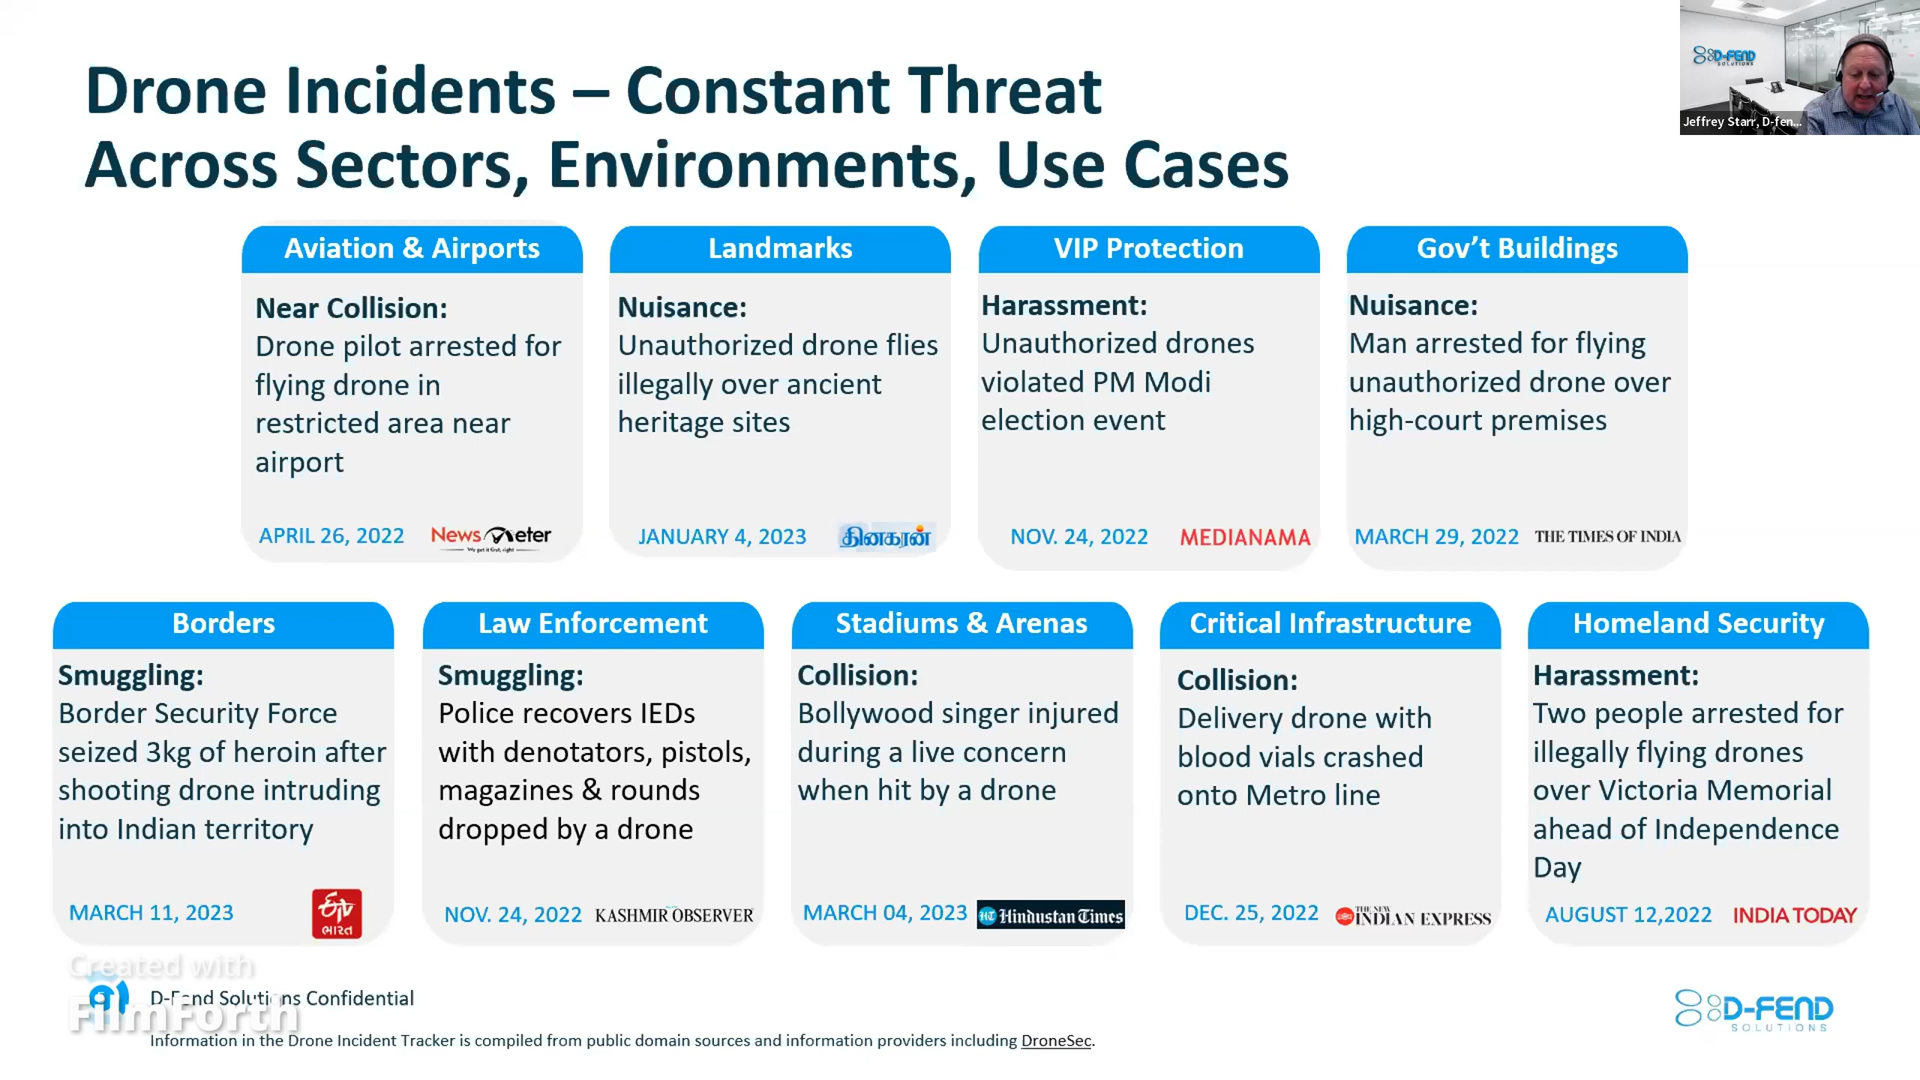 Drone Incidents – Constant Threat
Across Sectors, Environments, Use Cases
D-FEND
SOLUTIONS
Jeffrey Starr, D-fen...
Aviation & Airports
Near Collision:
Drone pilot arrested for
flying drone in
restricted area near
airport
APRIL 26, 2022
NewsMeter
We get it first, right
Landmarks
Nuisance:
Unauthorized drone flies
illegally over ancient
heritage sites
JANUARY 4, 2023
தினகரன்
VIP Protection
Harassment:
Unauthorized drones
violated PM Modi
election event
NOV. 24, 2022
MEDIANAMA
Gov’t Buildings
Nuisance:
Man arrested for flying
unauthorized drone over
high-court premises
MARCH 29, 2022
THE TIMES OF INDIA
Borders
Smuggling:
Border Security Force
seized 3kg of heroin after
shooting drone intruding
into Indian territory
MARCH 11, 2023
ભારત
Law Enforcement
Smuggling:
Police recovers IEDs
with denotators, pistols,
magazines & rounds
dropped by a drone
NOV. 24, 2022
KASHMIR OBSERVER
Stadiums & Arenas
Collision:
Bollywood singer injured
during a live concern
when hit by a drone
MARCH 04, 2023
HT Hindustan Times
Critical Infrastructure
Collision:
Delivery drone with
blood vials crashed
onto Metro line
DEC. 25, 2022
THE NEW
INDIAN EXPRESS
Homeland Security
Harassment:
Two people arrested for
illegally flying drones
over Victoria Memorial
ahead of Independence
Day
AUGUST 12,2022
INDIA TODAY
Created with
FilmForth
D-Fend Solutions Confidential
Information in the Drone Incident Tracker is compiled from public domain sources and information providers including DroneSec.
D-FEND
SOLUTIONS